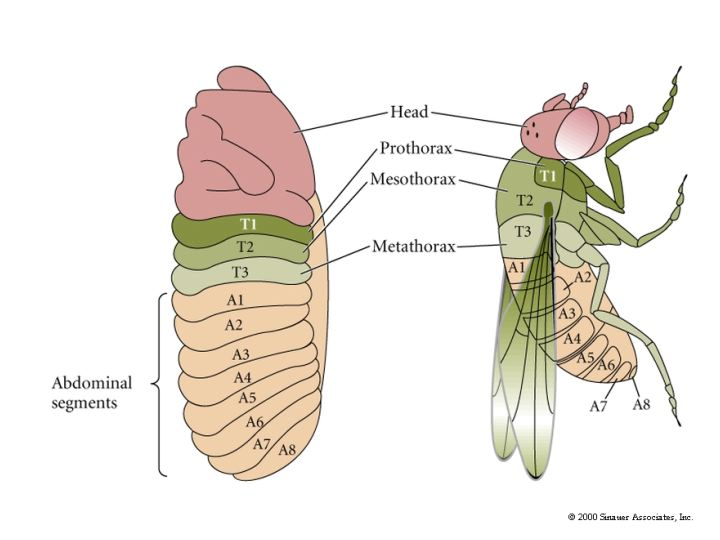 Head
Prothorax
Mesothorax
Metathorax
T1
T2
T3
A1
A2
A3
A4
A5
A6
A7
A8
Abdominal
segments
T1
T2
T3
A1
A2
A3
A4
A5
A6
A7
A8
© 2000 Sinauer Associates, Inc.